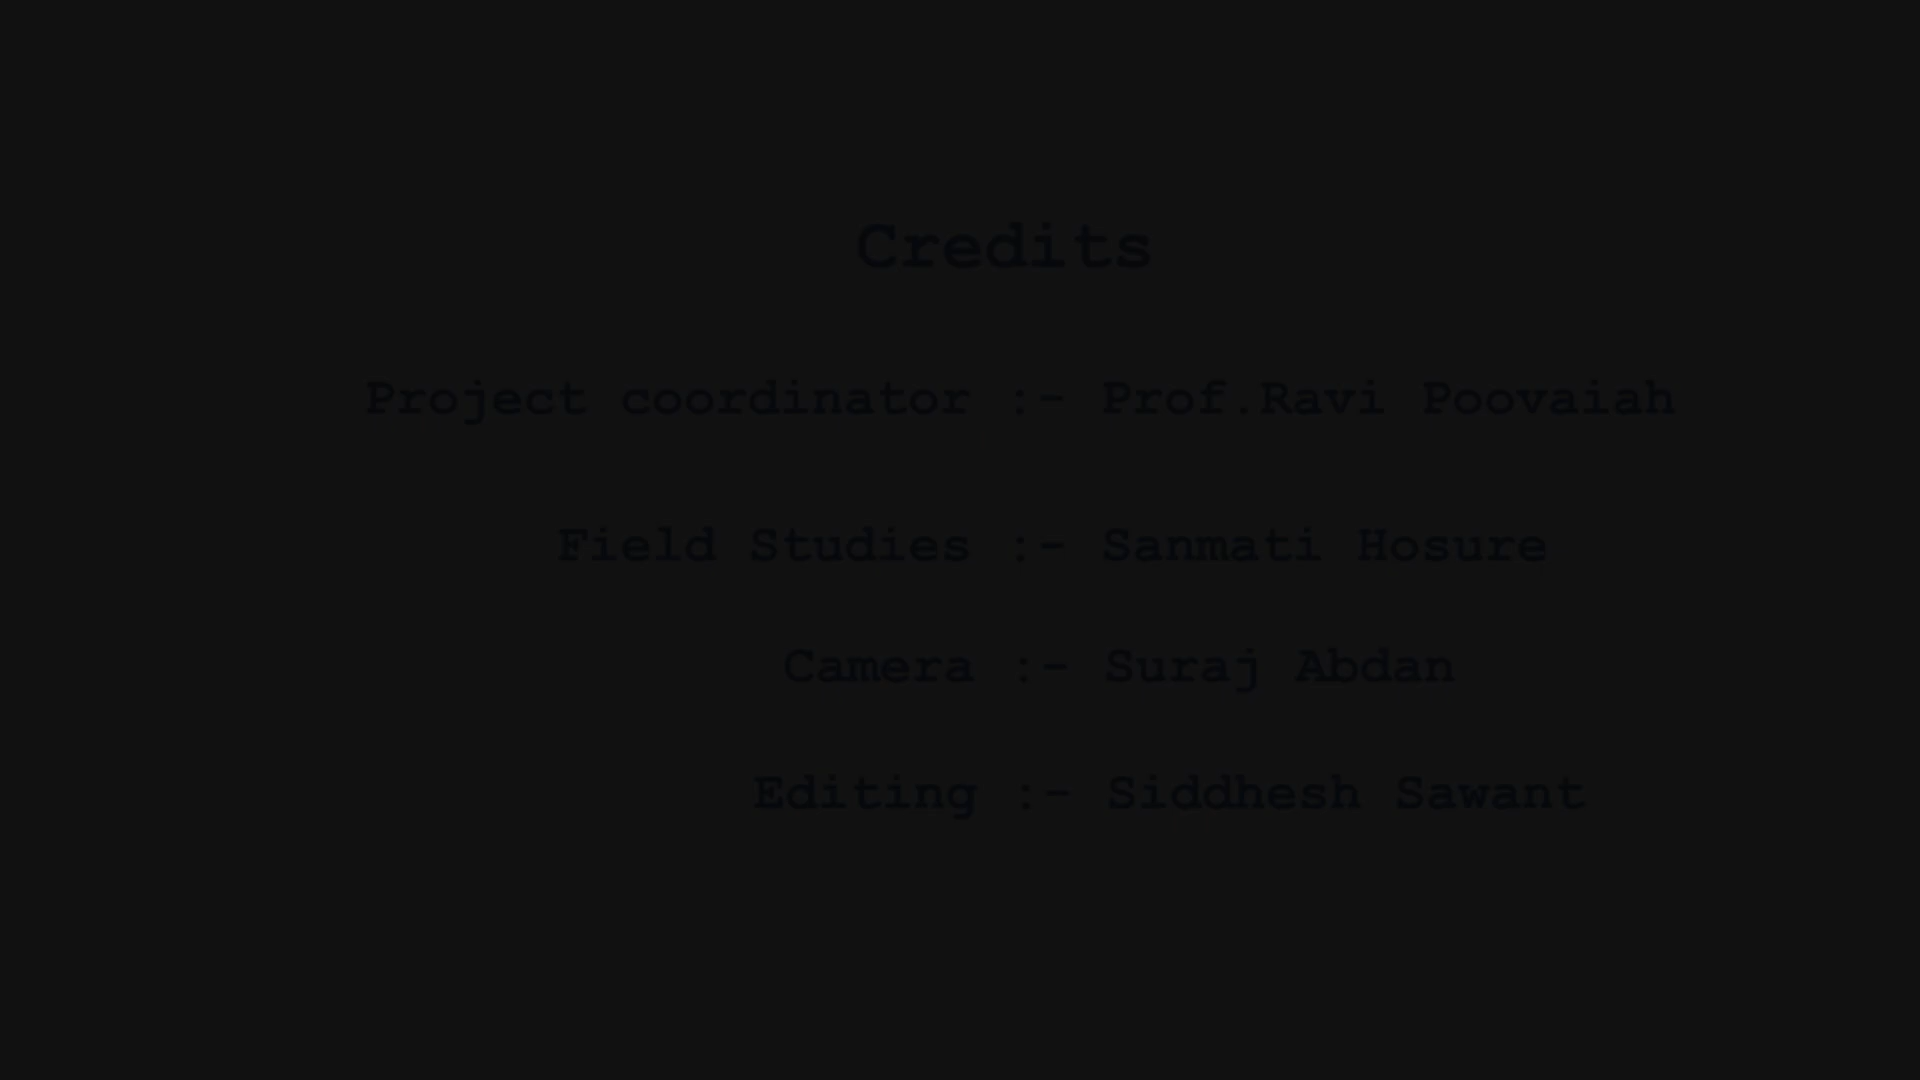 Credits
Project coordinator :- Prof.Ravi Poovaiah
Field Studies :- Sanmati Hosure
Camera :- Suraj Abdan
Editing :- Siddhesh Sawant